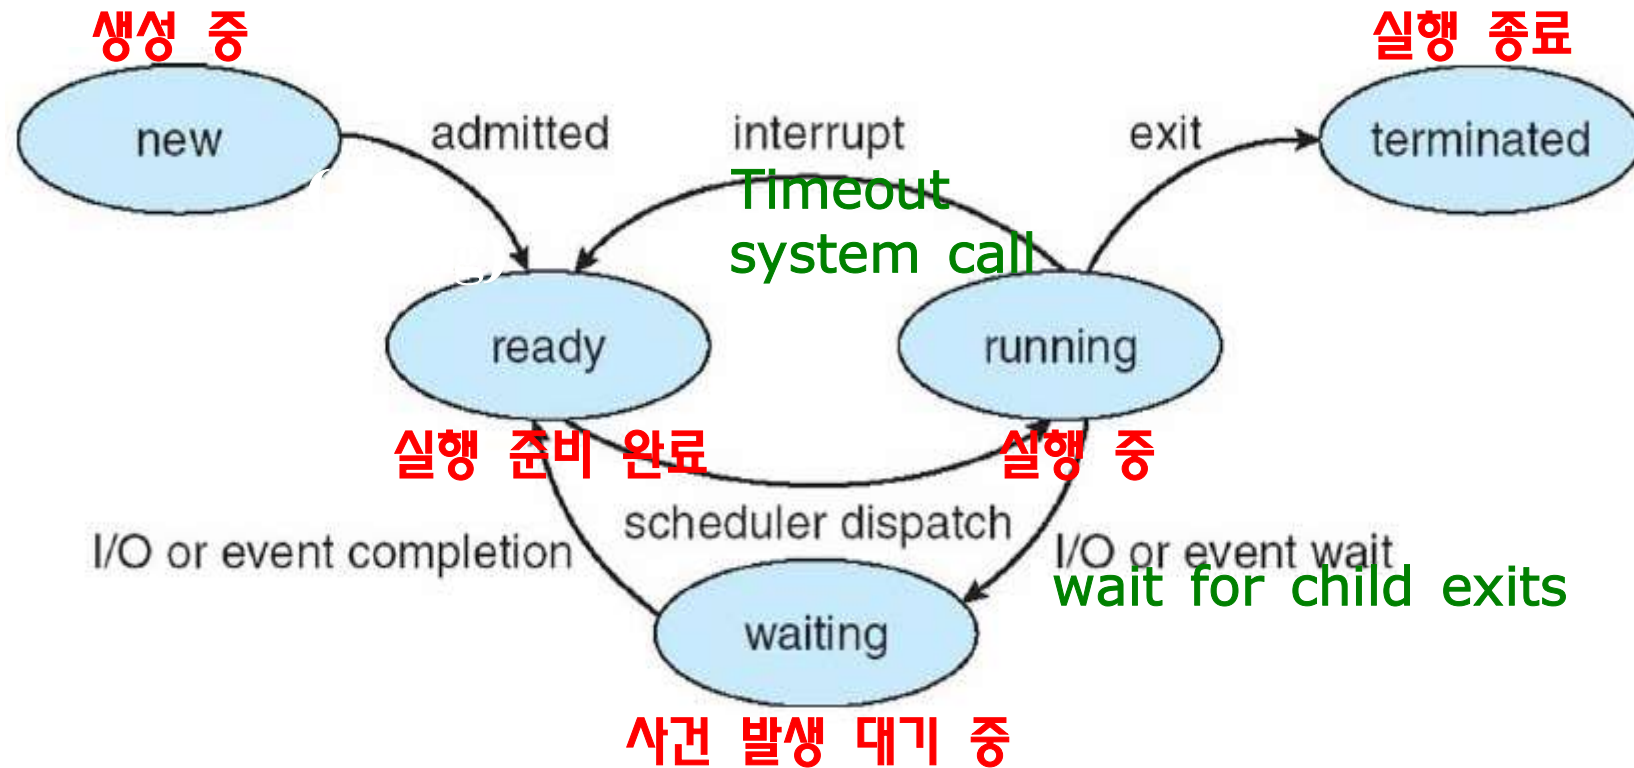 생성 중
실행 종료
new
admitted
interrupt
exit
terminated
Timeout
system call
ready
running
실행 준비 완료
실행 중
scheduler dispatch
I/O or event completion
I/O or event wait
wait for child exits
waiting
사건 발생 대기 중